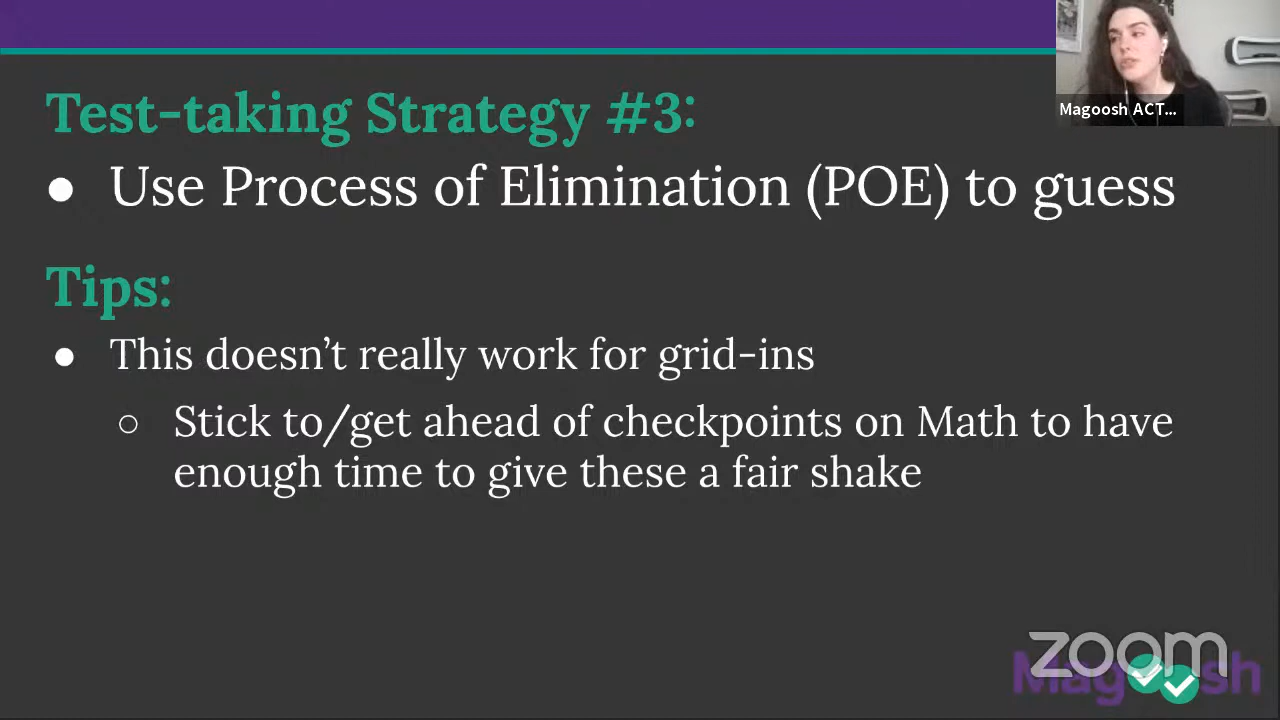 Magoosh ACT...
Test-taking Strategy #3:
● Use Process of Elimination (POE) to guess
Tips:
● This doesn’t really work for grid-ins
○ Stick to/get ahead of checkpoints on Math to have
enough time to give these a fair shake
zoom
Magoosh